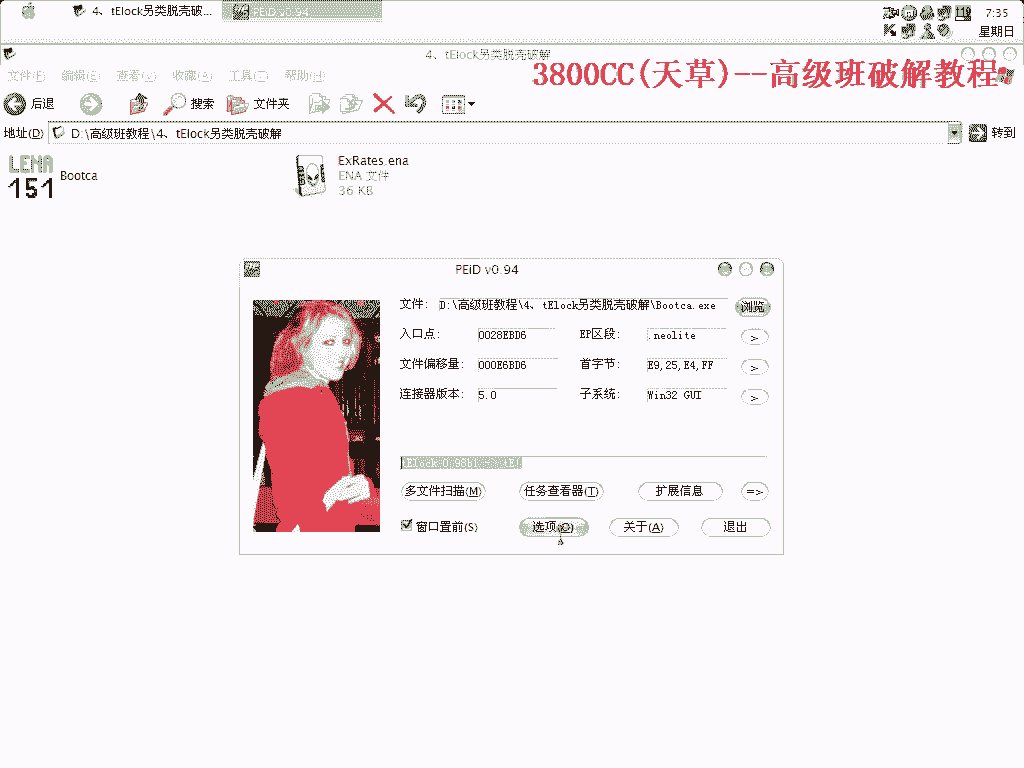 4、tElock另类脱壳破... PEiD v0.94 119 7:35
星期日
4、tElock另类脱壳破解
文件(F) 编辑(E) 查看(V) 收藏(A) 工具(T) 帮助(H)
3800CC(天草)--高级班破解教程
后退 搜索 文件夹
地址(D) D:\高级班教程\4、tElock另类脱壳破解 转到
LENA
151
Bootca
ExRates.ena
ENA 文件
36 KB
PEiD v0.94
文件: D:\高级班教程\4、tElock另类脱壳破解\Bootca.exe 浏览
入口点: 0028EBD6 EP区段: .neolite >
文件偏移量: 000E6BD6 首字节: E9,25,E4,FF >
连接器版本: 5.0 子系统: Win32 GUI >
tElock 0.98b1 -> tE!
多文件扫描(M) 任务查看器(T) 扩展信息 =>
窗口置前(S) 选项(O) 关于(A) 退出